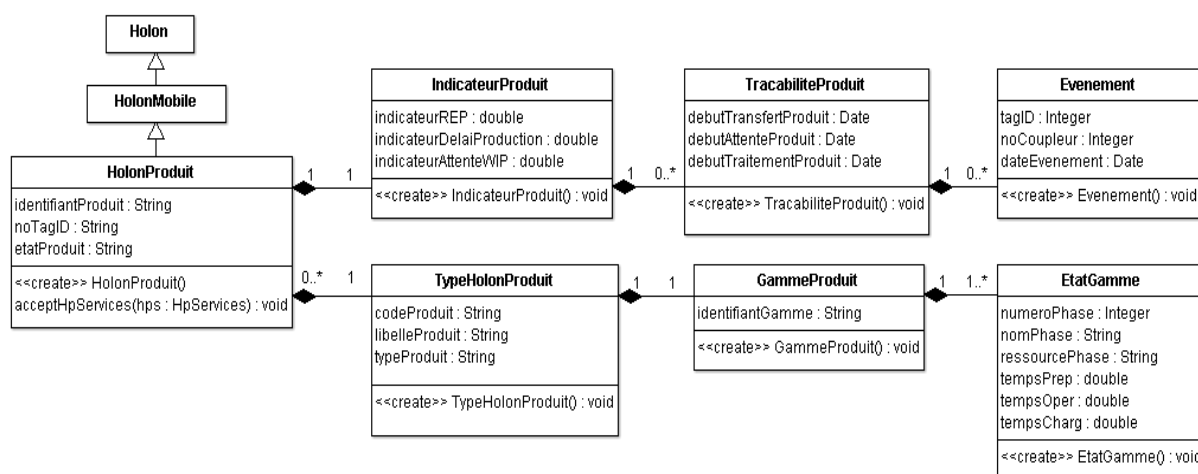 Holon
HolonMobile
HolonProduit
identifiantProduit : String
noTagID : String
etatProduit : String
<<create>> HolonProduit()
acceptHpServices(hps : HpServices) : void
1
1
IndicateurProduit
indicateurREP : double
indicateurDelaiProduction : double
indicateurAttenteWIP : double
<<create>> IndicateurProduit() : void
1
0..*
TracabiliteProduit
debutTransfertProduit : Date
debutAttenteProduit : Date
debutTraitementProduit : Date
<<create>> TracabiliteProduit() : void
1
0..*
Evenement
tagID : Integer
noCoupleur : Integer
dateEvenement : Date
<<create>> Evenement() : void
0..*
1
TypeHolonProduit
codeProduit : String
libelleProduit : String
typeProduit : String
<<create>> TypeHolonProduit() : void
1
1
GammeProduit
identifiantGamme : String
<<create>> GammeProduit() : void
1
1..*
EtatGamme
numeroPhase : Integer
nomPhase : String
ressourcePhase : String
tempsPrep : double
tempsOper : double
tempsCharg : double
<<create>> EtatGamme() : void